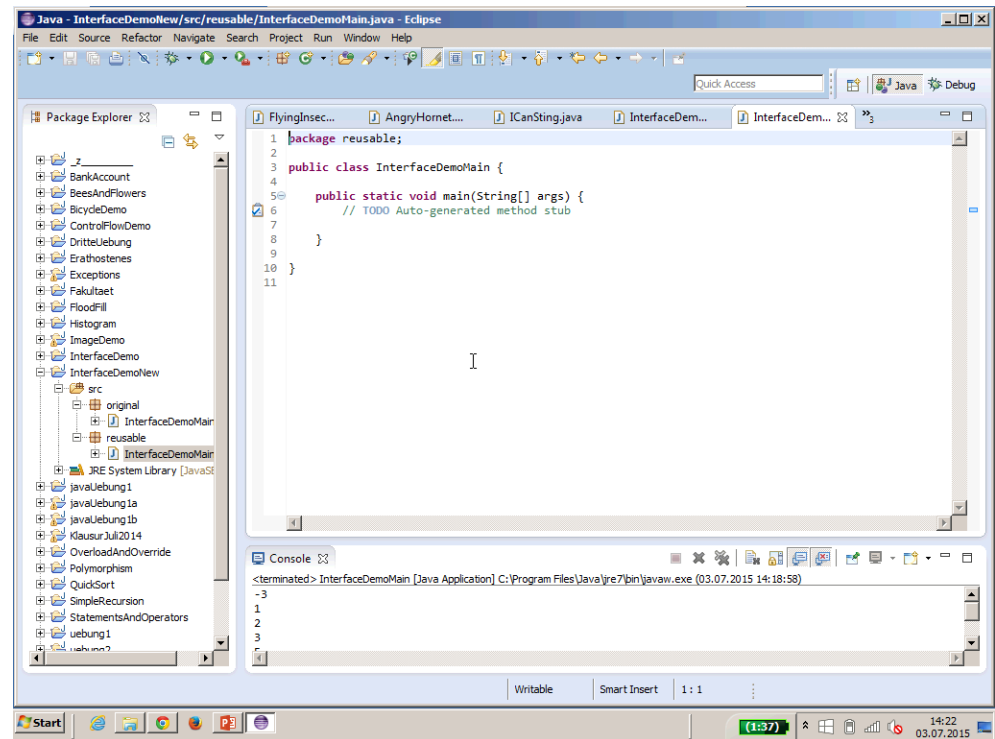 Java - InterfaceDemoNew/src/reusable/InterfaceDemoMain.java - Eclipse
File Edit Source Refactor Navigate Search Project Run Window Help
Quick Access
Java
Debug
Package Explorer
_z________
BankAccount
BeesAndFlowers
BicycleDemo
ControlFlowDemo
DritteUebung
Erathostenes
Exceptions
Fakultaet
FloodFill
Histogram
ImageDemo
InterfaceDemo
InterfaceDemoNew
src
original
InterfaceDemoMain
reusable
InterfaceDemoMain
JRE System Library [JavaSE
javaUebung1
javaUebung1a
javaUebung1b
KlausurJuli2014
OverloadAndOverride
Polymorphism
QuickSort
SimpleRecursion
StatementsAndOperators
uebung1
uebung2
FlyingInsec... AngryHornet.... ICanSting.java InterfaceDem... InterfaceDem... »3
1 package reusable;
2
3 public class InterfaceDemoMain {
4
5 public static void main(String[] args) {
6 // TODO Auto-generated method stub
7
8 }
9
10 }
11
Console
<terminated> InterfaceDemoMain [Java Application] C:\Program Files\Java\jre7\bin\javaw.exe (03.07.2015 14:18:58)
-3
1
2
3
Writable Smart Insert 1 : 1
Start
(1:37)
14:22
03.07.2015